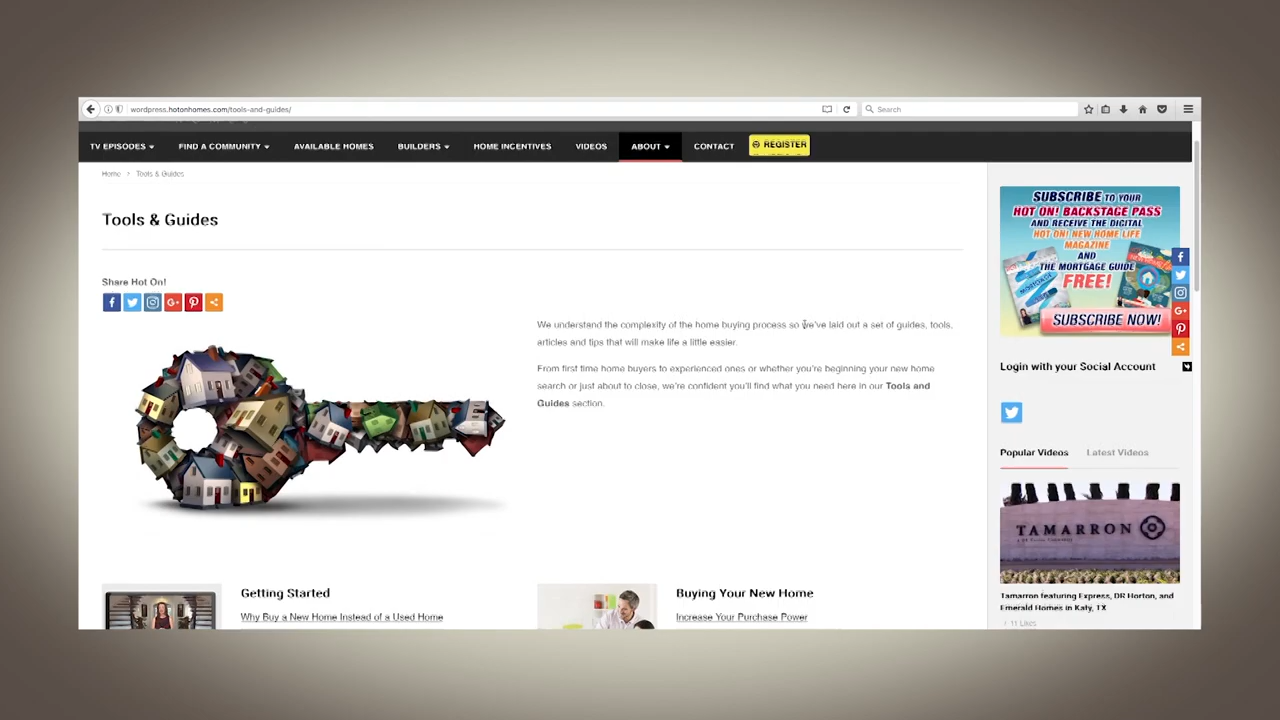 wordpress.hotonhomes.com/tools-and-guides/
Search
TV EPISODES
FIND A COMMUNITY
AVAILABLE HOMES
BUILDERS
HOME INCENTIVES
VIDEOS
ABOUT
CONTACT
REGISTER
Home > Tools & Guides
Tools & Guides
Share Hot On!
We understand the complexity of the home buying process so we've laid out a set of guides, tools,
articles and tips that will make life a little easier.
From first time home buyers to experienced ones or whether you're beginning your new home
search or just about to close, we're confident you'll find what you need here in our Tools and
Guides section.
Getting Started
Why Buy a New Home Instead of a Used Home
Buying Your New Home
Increase Your Purchase Power
SUBSCRIBE TO YOUR
HOT ON! BACKSTAGE PASS
AND RECEIVE THE DIGITAL
HOT ON! NEW HOME LIFE
MAGAZINE
AND
THE MORTGAGE GUIDE
FREE!
SUBSCRIBE NOW!
Login with your Social Account
Popular Videos
Latest Videos
TAMARRON
Tamarron featuring Express, DR Horton, and
Emerald Homes in Katy, TX
11 Likes